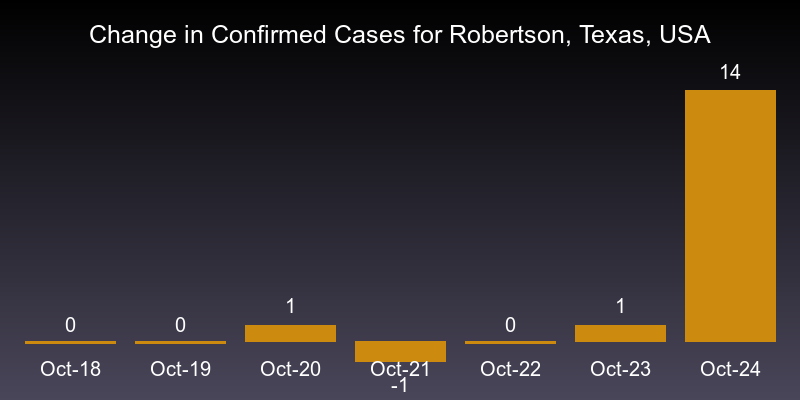 Change in Confirmed Cases for Robertson, Texas, USA
14
1
1
0
0
0
Oct-18
Oct-19
Oct-20
Oct-21
Oct-22
Oct-23
Oct-24
-1